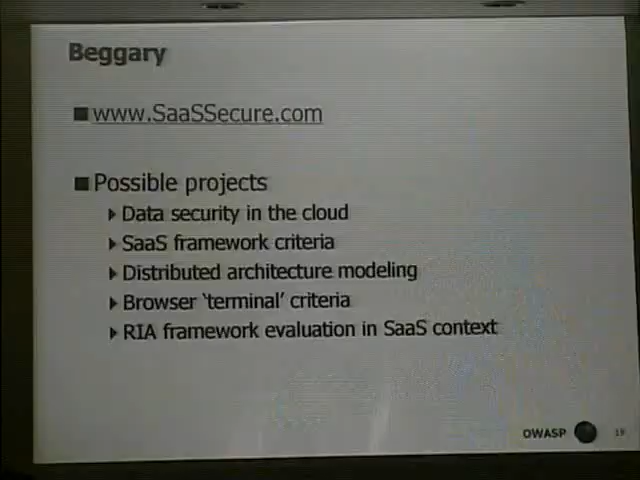 Beggary
www.SaaSSecure.com
Possible projects
Data security in the cloud
SaaS framework criteria
Distributed architecture modeling
Browser ‘terminal’ criteria
RIA framework evaluation in SaaS context
OWASP
19